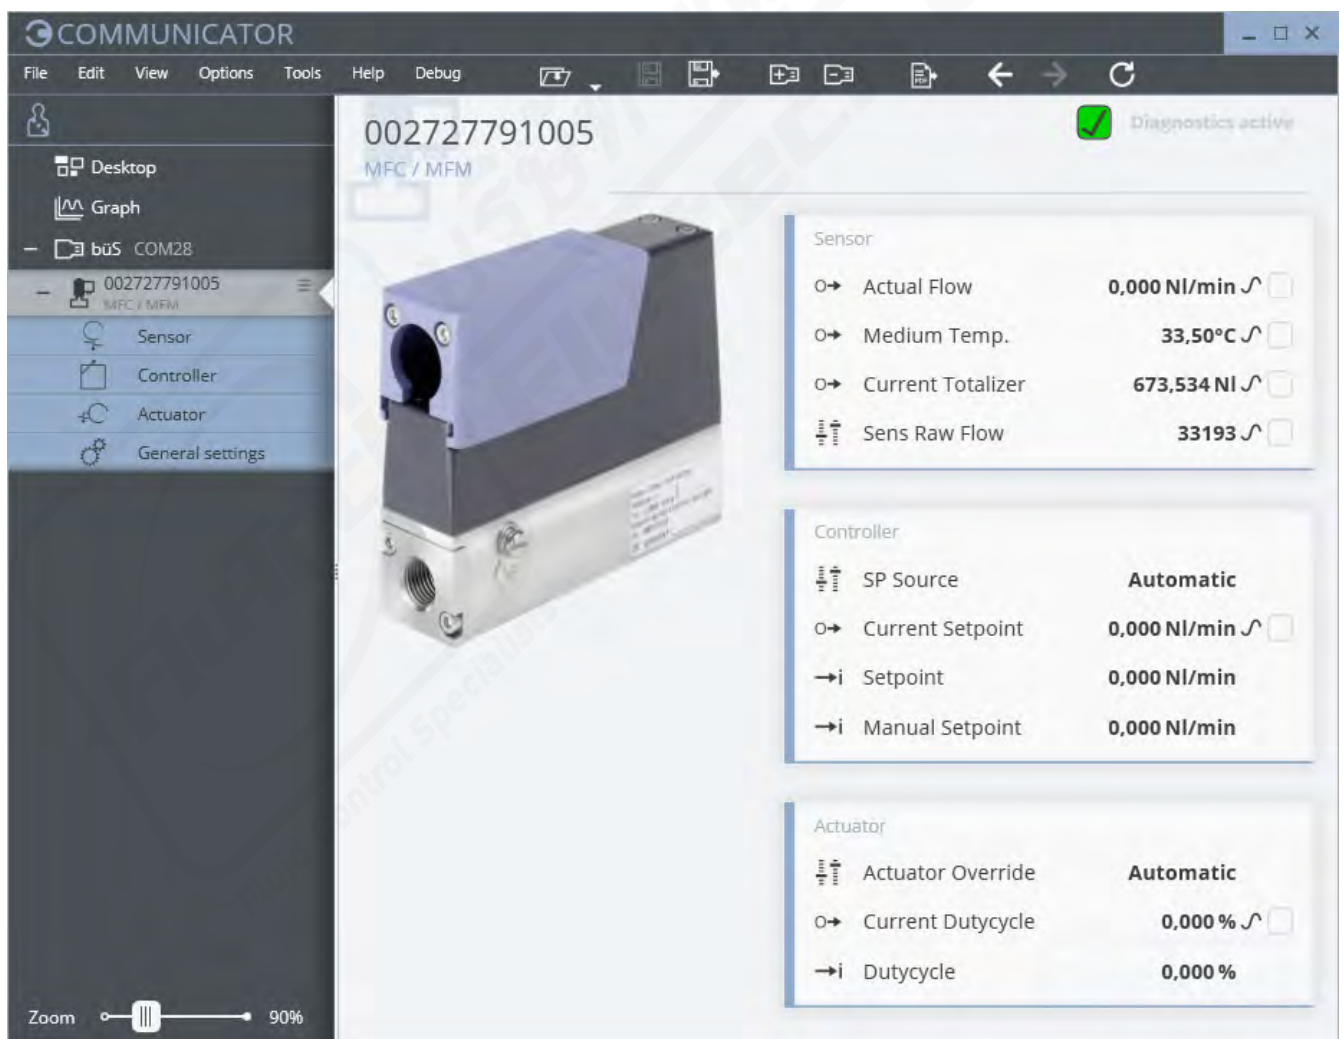 COMMUNICATOR
File Edit View Options Tools Help Debug
002727791005
MFC / MFM
Diagnostics active
Desktop
Graph
büS COM28
002727791005
MFC / MFM
Sensor
Controller
Actuator
General settings
Zoom 90%
Sensor
Actual Flow 0,000 Nl/min
Medium Temp. 33,50°C
Current Totalizer 673,534 Nl
Sens Raw Flow 33193
Controller
SP Source Automatic
Current Setpoint 0,000 Nl/min
Setpoint 0,000 Nl/min
Manual Setpoint 0,000 Nl/min
Actuator
Actuator Override Automatic
Current Dutycycle 0,000 %
Dutycycle 0,000 %